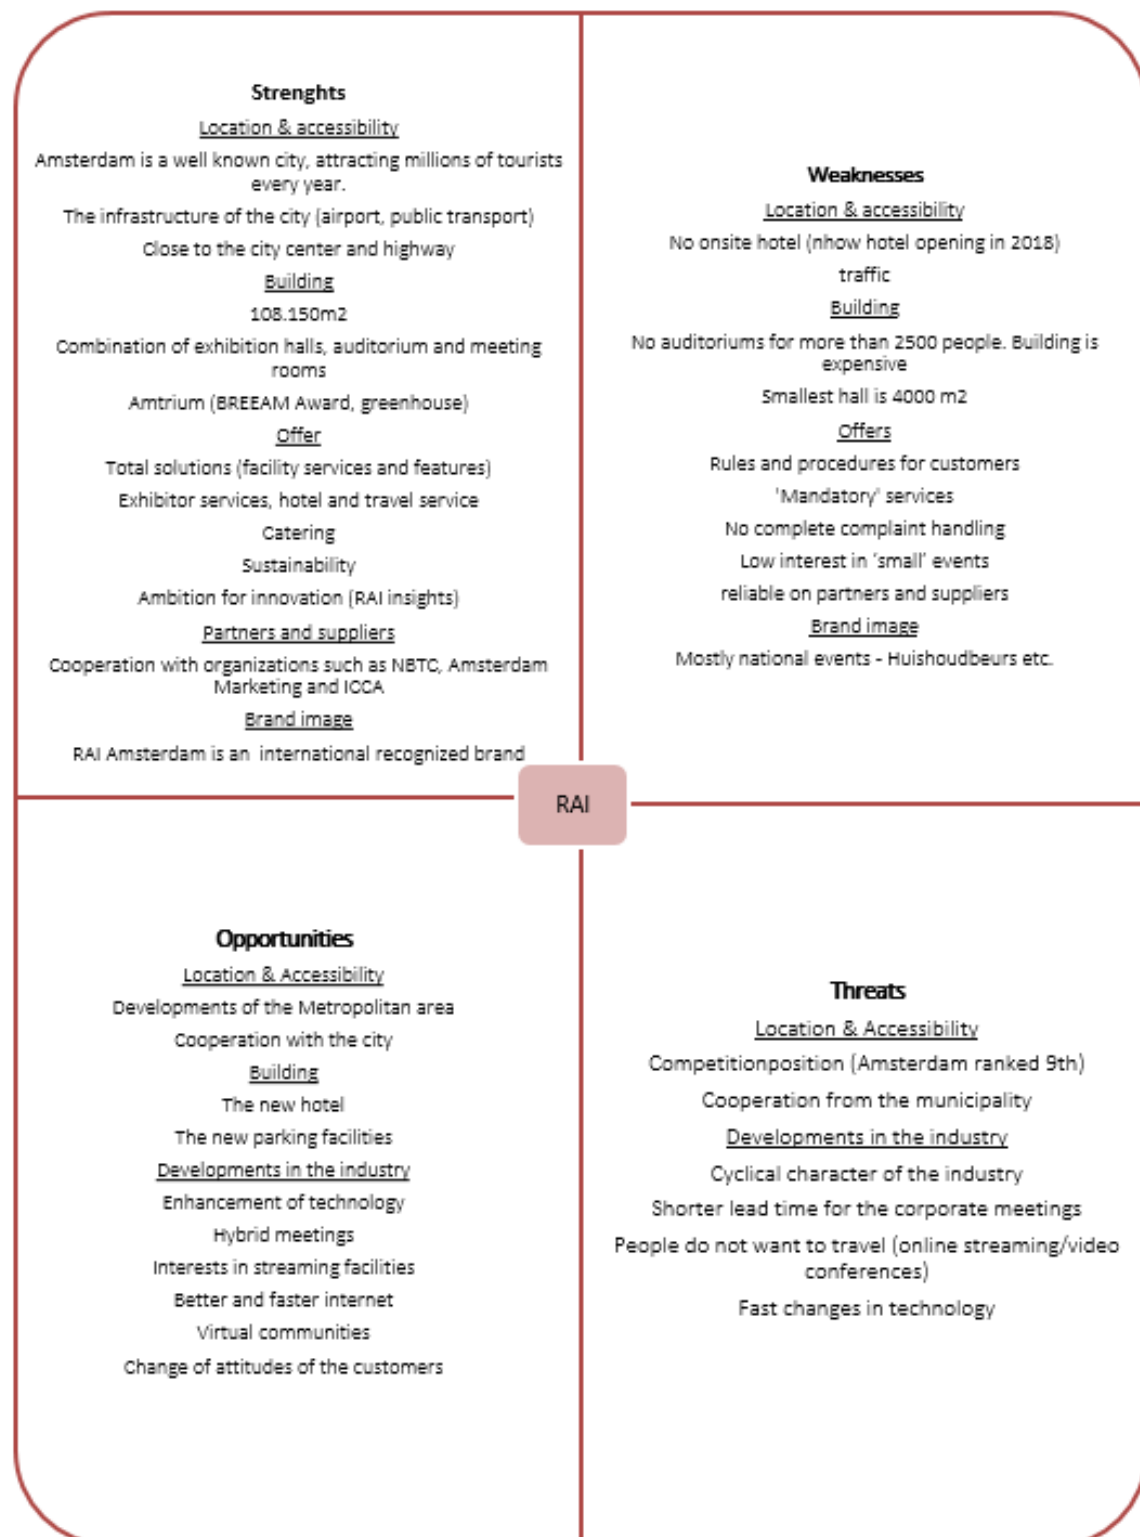 Strenghts
Location & accessibility
Amsterdam is a well known city, attracting millions of tourists
every year.
The infrastructure of the city (airport, public transport)
Close to the city center and highway
Building
108.150m2
Combination of exhibition halls, auditorium and meeting
rooms
Amtrium (BREEAM Award, greenhouse)
Offer
Total solutions (facility services and features)
Exhibitor services, hotel and travel service
Catering
Sustainability
Ambition for innovation (RAI insights)
Partners and suppliers
Cooperation with organizations such as NBTC, Amsterdam
Marketing and ICCA
Brand image
RAI Amsterdam is an international recognized brand
Weaknesses
Location & accessibility
No onsite hotel (nhow hotel opening in 2018)
traffic
Building
No auditoriums for more than 2500 people. Building is
expensive
Smallest hall is 4000 m2
Offers
Rules and procedures for customers
'Mandatory' services
No complete complaint handling
Low interest in 'small' events
reliable on partners and suppliers
Brand image
Mostly national events - Huishoudbeurs etc.
RAI
Opportunities
Location & Accessibility
Developments of the Metropolitan area
Cooperation with the city
Building
The new hotel
The new parking facilities
Developments in the industry
Enhancement of technology
Hybrid meetings
Interests in streaming facilities
Better and faster internet
Virtual communities
Change of attitudes of the customers
Threats
Location & Accessibility
Competitionposition (Amsterdam ranked 9th)
Cooperation from the municipality
Developments in the industry
Cyclical character of the industry
Shorter lead time for the corporate meetings
People do not want to travel (online streaming/video
conferences)
Fast changes in technology